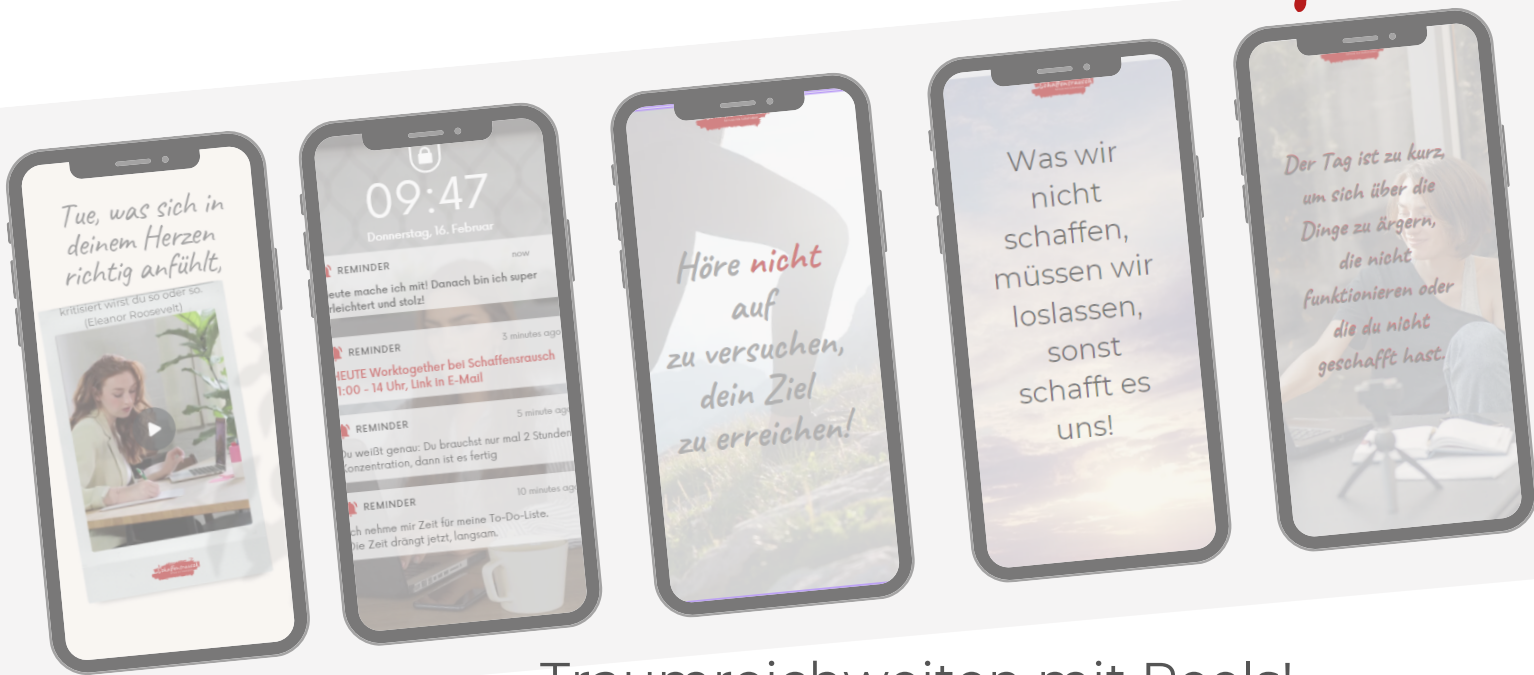 Tue, was sich in
deinem Herzen
richtig anfühlt,
kritisiert wirst du so oder so.
(Eleanor Roosevelt)
09:47
Donnerstag, 16. Februar
REMINDER
now
eute mache ich mit! Danach bin ich super
rleichtert und stolz!
REMINDER
3 minutes ago
HEUTE Worktogether bei Schaffensrausch
1:00 - 14 Uhr, Link in E-Mail
REMINDER
5 minute ag
Du weißt genau: Du brauchst nur mal 2 Stunden
Konzentration, dann ist es fertig
REMINDER
10 minutes ag
ch nehme mir Zeit für meine To-Do-Liste.
Die Zeit drängt jetzt, langsam.
Höre nicht
auf
zu versuchen,
dein Ziel
zu erreichen!
Was wir
nicht
schaffen,
müssen wir
loslassen,
sonst
schafft es
uns!
Der Tag ist zu kurz,
um sich über die
Dinge zu ärgern,
die nicht
funktionieren oder
die du nicht
geschafft hast.
Traumreichweiten mit Reels!